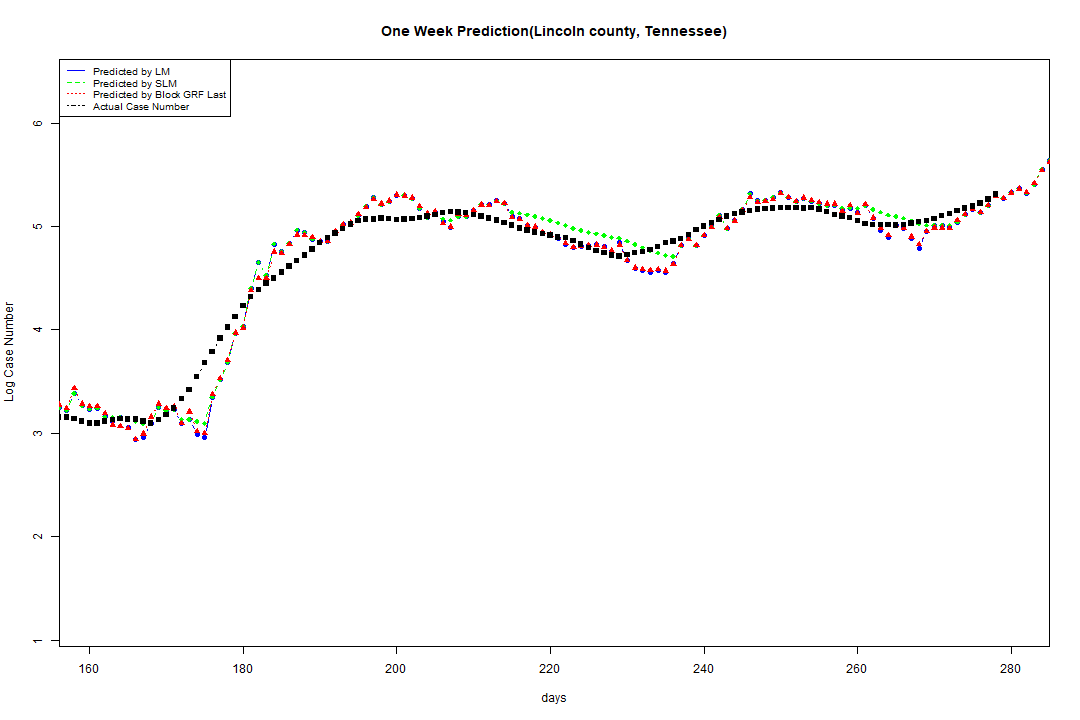 One Week Prediction(Lincoln county, Tennessee)
Predicted by LM
Predicted by SLM
Predicted by Block GRF Last
Actual Case Number
6
5
4
3
2
1
Log Case Number
160 180 200 220 240 260 280
days